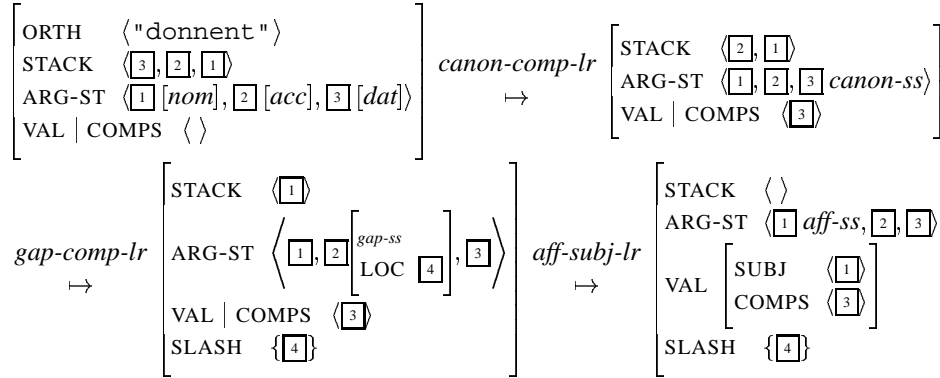 ORTH ⟨"donnent"⟩
STACK ⟨3, 2, 1⟩
ARG-ST ⟨1 [nom], 2 [acc], 3 [dat]⟩
VAL | COMPS ⟨ ⟩
canon-comp-lr
↦
STACK ⟨2, 1⟩
ARG-ST ⟨1, 2, 3 canon-ss⟩
VAL | COMPS ⟨3⟩
gap-comp-lr
↦
STACK ⟨1⟩
ARG-ST ⟨1, 2 [gap-ss
LOC 4], 3⟩
VAL | COMPS ⟨3⟩
SLASH {4}
aff-subj-lr
↦
STACK ⟨ ⟩
ARG-ST ⟨1 aff-ss, 2, 3⟩
VAL [SUBJ ⟨1⟩
COMPS ⟨3⟩]
SLASH {4}